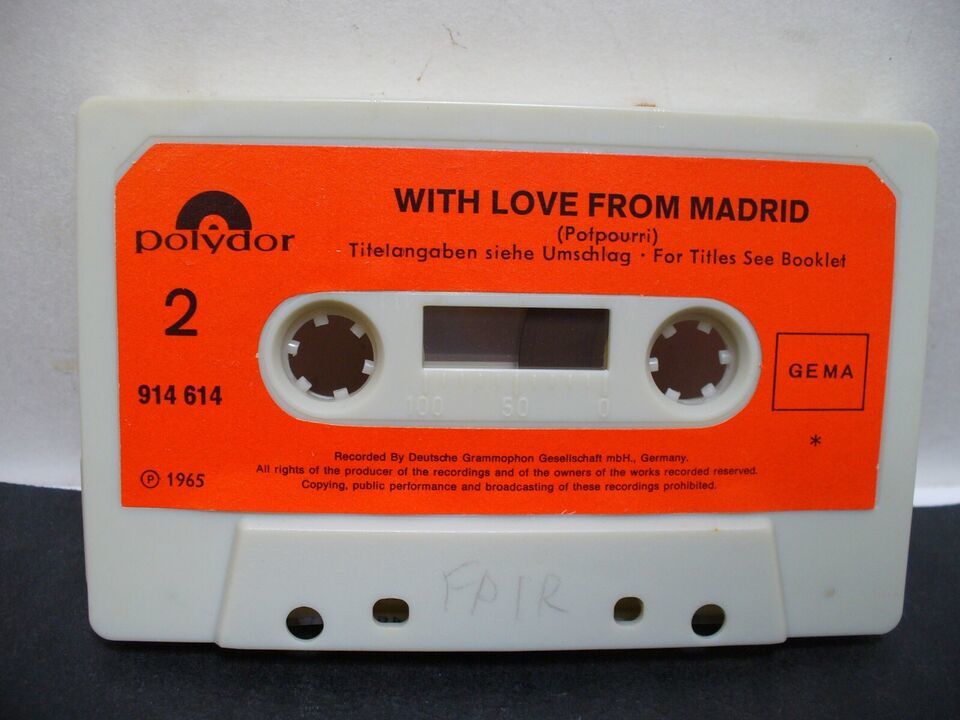 WITH LOVE FROM MADRID
(Potpourri)
Titelangaben siehe Umschlag · For Titles See Booklet
polydor
2
914 614
GEMA
*
100 50 0
Recorded By Deutsche Grammophon Gesellschaft mbH., Germany.
All rights of the producer of the recordings and of the owners of the works recorded reserved.
Copying, public performance and broadcasting of these recordings prohibited.
℗ 1965
FAIR